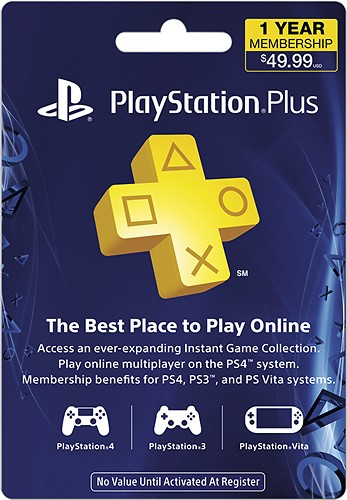 1 YEAR
MEMBERSHIP
$49.99 USD
PlayStation®Plus
SM
The Best Place to Play Online
Access an ever-expanding Instant Game Collection.
Play online multiplayer on the PS4™ system.
Membership benefits for PS4, PS3™, and PS Vita systems.
PlayStation®4
PlayStation®3
PlayStation®Vita
No Value Until Activated At Register